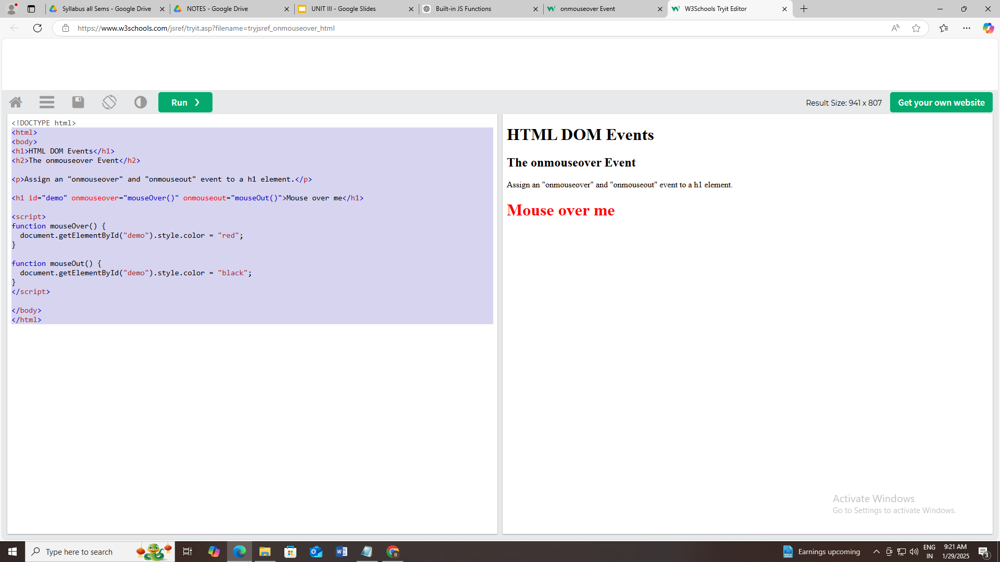 Syllabus all Sems - Google Drive
NOTES - Google Drive
UNIT III - Google Slides
Built-in JS Functions
onmouseover Event
W3Schools Tryit Editor
https://www.w3schools.com/jsref/tryit.asp?filename=tryjsref_onmouseover_html
Run ❯
Result Size: 941 x 807
Get your own website
<!DOCTYPE html>
<html>
<body>
<h1>HTML DOM Events</h1>
<h2>The onmouseover Event</h2>
<p>Assign an "onmouseover" and "onmouseout" event to a h1 element.</p>
<h1 id="demo" onmouseover="mouseOver()" onmouseout="mouseOut()">Mouse over me</h1>
<script>
function mouseOver() {
  document.getElementById("demo").style.color = "red";
}
function mouseOut() {
  document.getElementById("demo").style.color = "black";
}
</script>
</body>
</html>
HTML DOM Events
The onmouseover Event
Assign an "onmouseover" and "onmouseout" event to a h1 element.
Mouse over me
Activate Windows
Go to Settings to activate Windows.
Type here to search
Earnings upcoming
ENG
IN
9:21 AM
1/29/2025
3